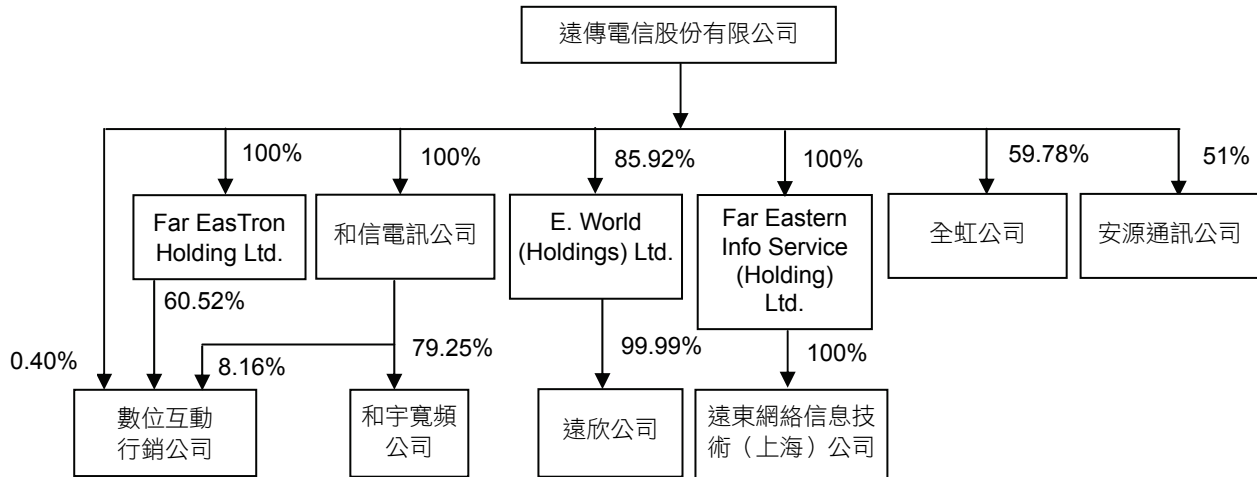 遠傳電信股份有限公司
100%
100%
85.92%
100%
59.78%
51%
Far EasTron
Holding Ltd.
和信電訊公司
E. World
(Holdings) Ltd.
Far Eastern
Info Service
(Holding)
Ltd.
全虹公司
安源通訊公司
60.52%
0.40%
8.16%
79.25%
99.99%
100%
數位互動
行銷公司
和宇寬頻
公司
遠欣公司
遠東網絡信息技
術（上海）公司